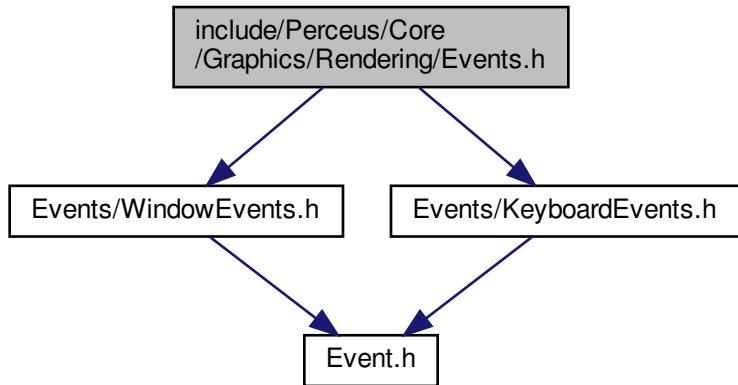 include/Perceus/Core
/Graphics/Rendering/Events.h
Events/WindowEvents.h
Events/KeyboardEvents.h
Event.h